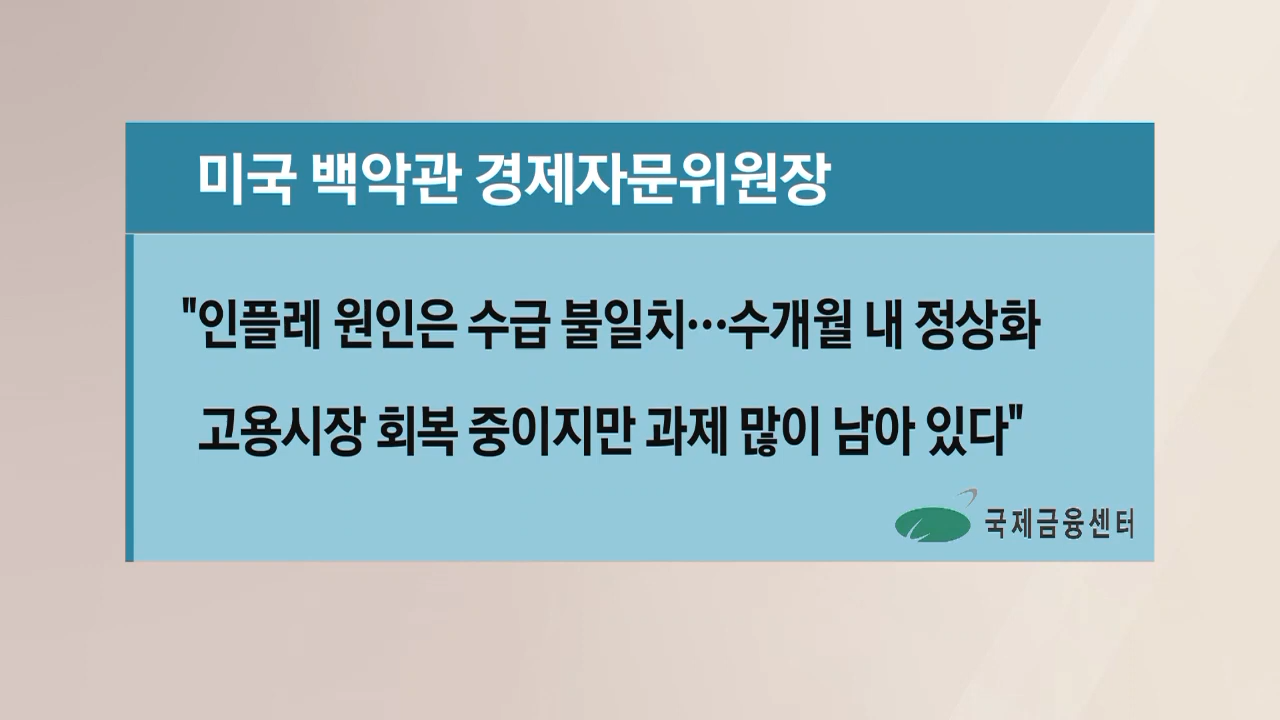 미국 백악관 경제자문위원장
"인플레 원인은 수급 불일치…수개월 내 정상화
고용시장 회복 중이지만 과제 많이 남아 있다"
국제금융센터